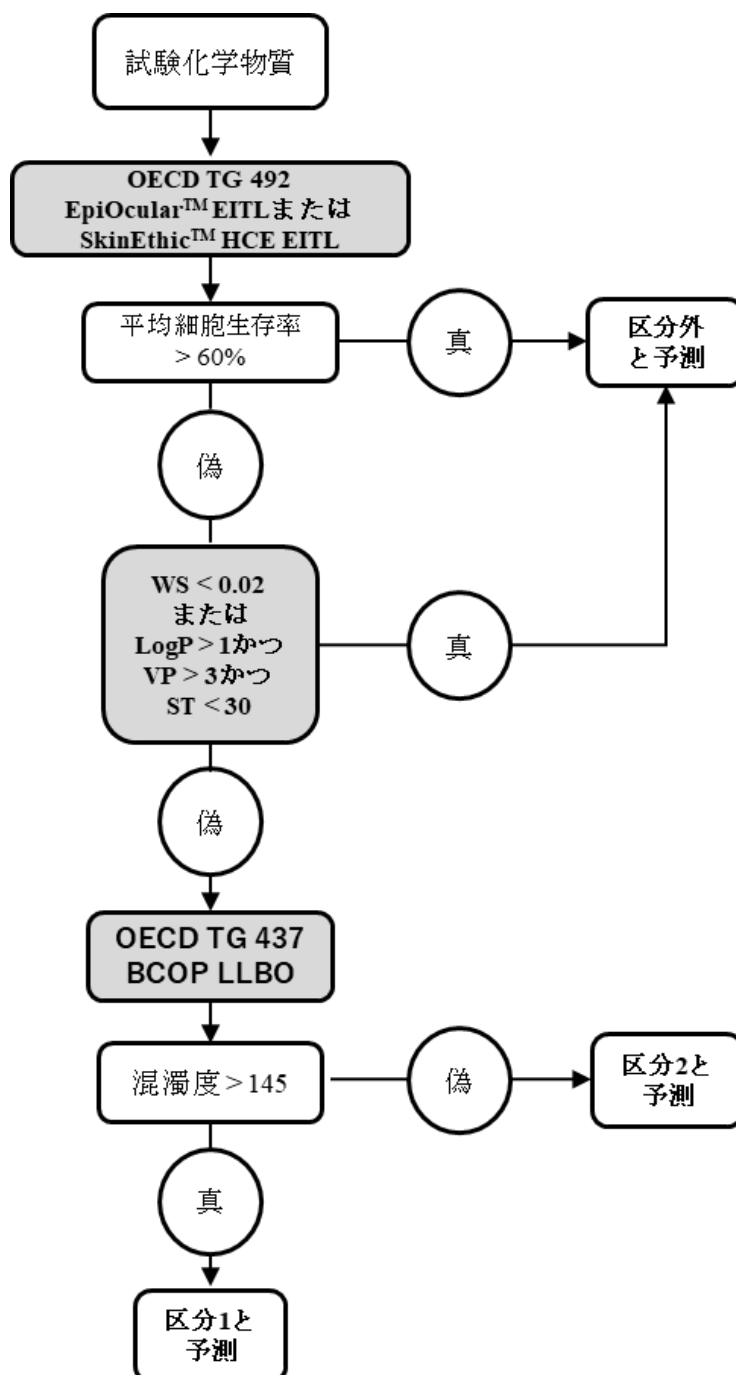 試験化学物質
OECD TG 492
EpiOcular™ EITLまたは
SkinEthic™ HCE EITL
平均細胞生存率
> 60%
真
区分外
と予測
偽
WS < 0.02
または
LogP > 1かつ
VP > 3かつ
ST < 30
真
偽
OECD TG 437
BCOP LLBO
混濁度 > 145
偽
区分2と
予測
真
区分1と
予測